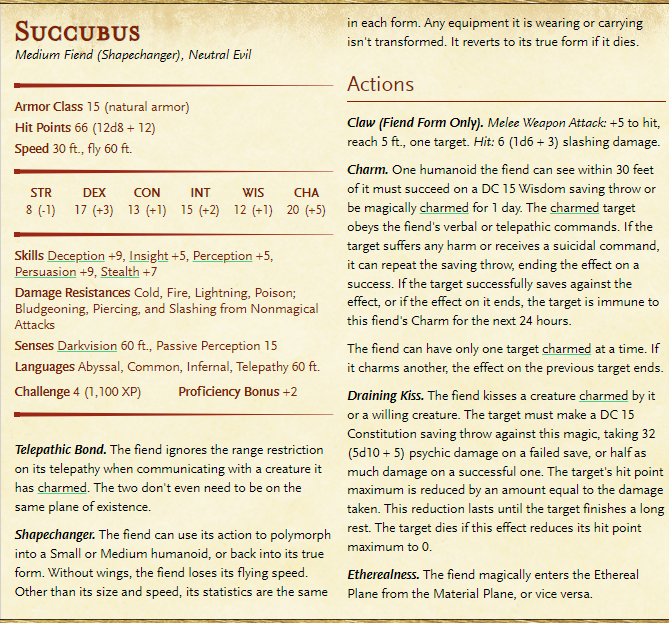 Succubus
Medium Fiend (Shapechanger), Neutral Evil
Armor Class 15 (natural armor)
Hit Points 66 (12d8 + 12)
Speed 30 ft., fly 60 ft.
STR DEX CON INT WIS CHA
8 (-1) 17 (+3) 13 (+1) 15 (+2) 12 (+1) 20 (+5)
Skills Deception +9, Insight +5, Perception +5,
Persuasion +9, Stealth +7
Damage Resistances Cold, Fire, Lightning, Poison;
Bludgeoning, Piercing, and Slashing from Nonmagical
Attacks
Senses Darkvision 60 ft., Passive Perception 15
Languages Abyssal, Common, Infernal, Telepathy 60 ft.
Challenge 4 (1,100 XP) Proficiency Bonus +2
Telepathic Bond. The fiend ignores the range restriction
on its telepathy when communicating with a creature it
has charmed. The two don't even need to be on the
same plane of existence.
Shapechanger. The fiend can use its action to polymorph
into a Small or Medium humanoid, or back into its true
form. Without wings, the fiend loses its flying speed.
Other than its size and speed, its statistics are the same
in each form. Any equipment it is wearing or carrying
isn't transformed. It reverts to its true form if it dies.
Actions
Claw (Fiend Form Only). Melee Weapon Attack: +5 to hit,
reach 5 ft., one target. Hit: 6 (1d6 + 3) slashing damage.
Charm. One humanoid the fiend can see within 30 feet
of it must succeed on a DC 15 Wisdom saving throw or
be magically charmed for 1 day. The charmed target
obeys the fiend's verbal or telepathic commands. If the
target suffers any harm or receives a suicidal command,
it can repeat the saving throw, ending the effect on a
success. If the target successfully saves against the
effect, or if the effect on it ends, the target is immune to
this fiend's Charm for the next 24 hours.
The fiend can have only one target charmed at a time. If
it charms another, the effect on the previous target ends.
Draining Kiss. The fiend kisses a creature charmed by it
or a willing creature. The target must make a DC 15
Constitution saving throw against this magic, taking 32
(5d10 + 5) psychic damage on a failed save, or half as
much damage on a successful one. The target's hit point
maximum is reduced by an amount equal to the damage
taken. This reduction lasts until the target finishes a long
rest. The target dies if this effect reduces its hit point
maximum to 0.
Etherealness. The fiend magically enters the Ethereal
Plane from the Material Plane, or vice versa.